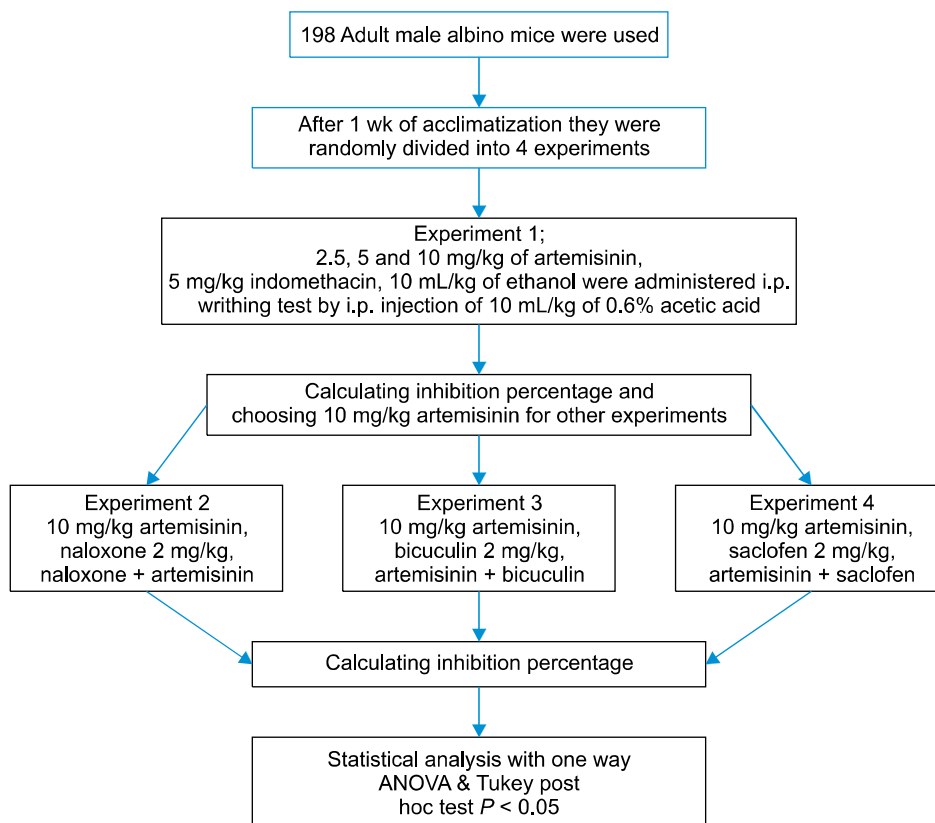 198 Adult male albino mice were used
After 1 wk of acclimatization they were
randomly divided into 4 experiments
Experiment 1;
2.5, 5 and 10 mg/kg of artemisinin,
5 mg/kg indomethacin, 10 mL/kg of ethanol were administered i.p.
writhing test by i.p. injection of 10 mL/kg of 0.6% acetic acid
Calculating inhibition percentage and
choosing 10 mg/kg artemisinin for other experiments
Experiment 2
10 mg/kg artemisinin,
naloxone 2 mg/kg,
naloxone + artemisinin
Experiment 3
10 mg/kg artemisinin,
bicuculin 2 mg/kg,
artemisinin + bicuculin
Experiment 4
10 mg/kg artemisinin,
saclofen 2 mg/kg,
artemisinin + saclofen
Calculating inhibition percentage
Statistical analysis with one way
ANOVA & Tukey post
hoc test P < 0.05